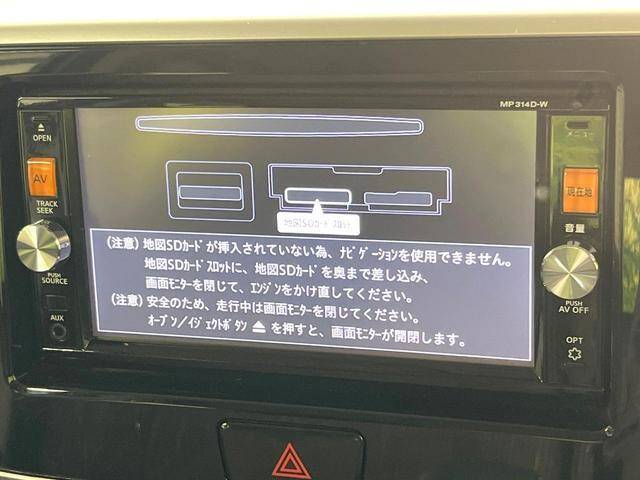 MP314D-W
OPEN
AV
TRACK
SEEK
PUSH
SOURCE
AUX
地図SDｶｰﾄﾞ ｽﾛｯﾄ
(注意) 地図SDｶｰﾄﾞが挿入されていない為、ﾅﾋﾞｹﾞｰｼｮﾝを使用できません。
地図SDｶｰﾄﾞｽﾛｯﾄに、地図SDｶｰﾄﾞを奥まで差し込み、
画面を閉じて、ｴﾝｼﾞﾝをかけ直してください。
(注意) 安全のため、走行中は画面ﾓﾆﾀｰを閉じてください。
ｵｰﾌﾟﾝ/ｲｼﾞｪｸﾄﾎﾞﾀﾝ ⏏ を押すと、画面ﾓﾆﾀｰが開閉します。
メニュー
現在地
音量
PUSH
AV OFF
OPT